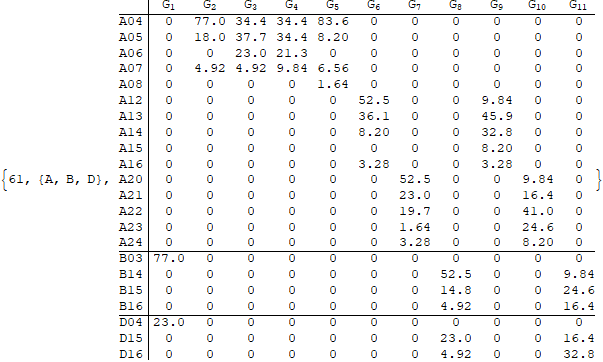 G₁ G₂ G₃ G₄ G₅ G₆ G₇ G₈ G₉ G₁₀ G₁₁
A04 0 77.0 34.4 34.4 83.6 0 0 0 0 0 0
A05 0 18.0 37.7 34.4 8.20 0 0 0 0 0 0
A06 0 0 23.0 21.3 0 0 0 0 0 0 0
A07 0 4.92 4.92 9.84 6.56 0 0 0 0 0 0
A08 0 0 0 0 1.64 0 0 0 0 0 0
A12 0 0 0 0 0 52.5 0 0 9.84 0 0
A13 0 0 0 0 0 36.1 0 0 45.9 0 0
A14 0 0 0 0 0 8.20 0 0 32.8 0 0
A15 0 0 0 0 0 0 0 0 8.20 0 0
A16 0 0 0 0 0 3.28 0 0 3.28 0 0
{61, {A, B, D}, A20 0 0 0 0 0 0 52.5 0 0 9.84 0 }
A21 0 0 0 0 0 0 23.0 0 0 16.4 0
A22 0 0 0 0 0 0 19.7 0 0 41.0 0
A23 0 0 0 0 0 0 1.64 0 0 24.6 0
A24 0 0 0 0 0 0 3.28 0 0 8.20 0
B03 77.0 0 0 0 0 0 0 0 0 0 0
B14 0 0 0 0 0 0 0 52.5 0 0 9.84
B15 0 0 0 0 0 0 0 14.8 0 0 24.6
B16 0 0 0 0 0 0 0 4.92 0 0 16.4
D04 23.0 0 0 0 0 0 0 0 0 0 0
D15 0 0 0 0 0 0 0 23.0 0 0 16.4
D16 0 0 0 0 0 0 0 4.92 0 0 32.8